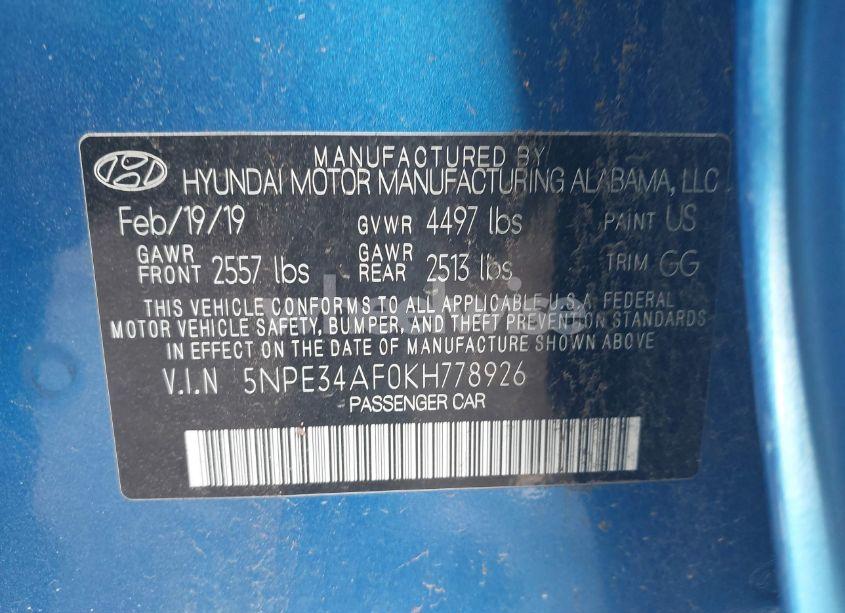 MANUFACTURED BY
HYUNDAI MOTOR MANUFACTURING ALABAMA, LLC
Feb/19/19 GVWR 4497 lbs PAINT US
GAWR FRONT 2557 lbs GAWR REAR 2513 lbs TRIM GG
THIS VEHICLE CONFORMS TO ALL APPLICABLE U.S.A. FEDERAL
MOTOR VEHICLE SAFETY, BUMPER, AND THEFT PREVENTION STANDARDS
IN EFFECT ON THE DATE OF MANUFACTURE SHOWN ABOVE
V.I.N 5NPE34AF0KH778926
PASSENGER CAR